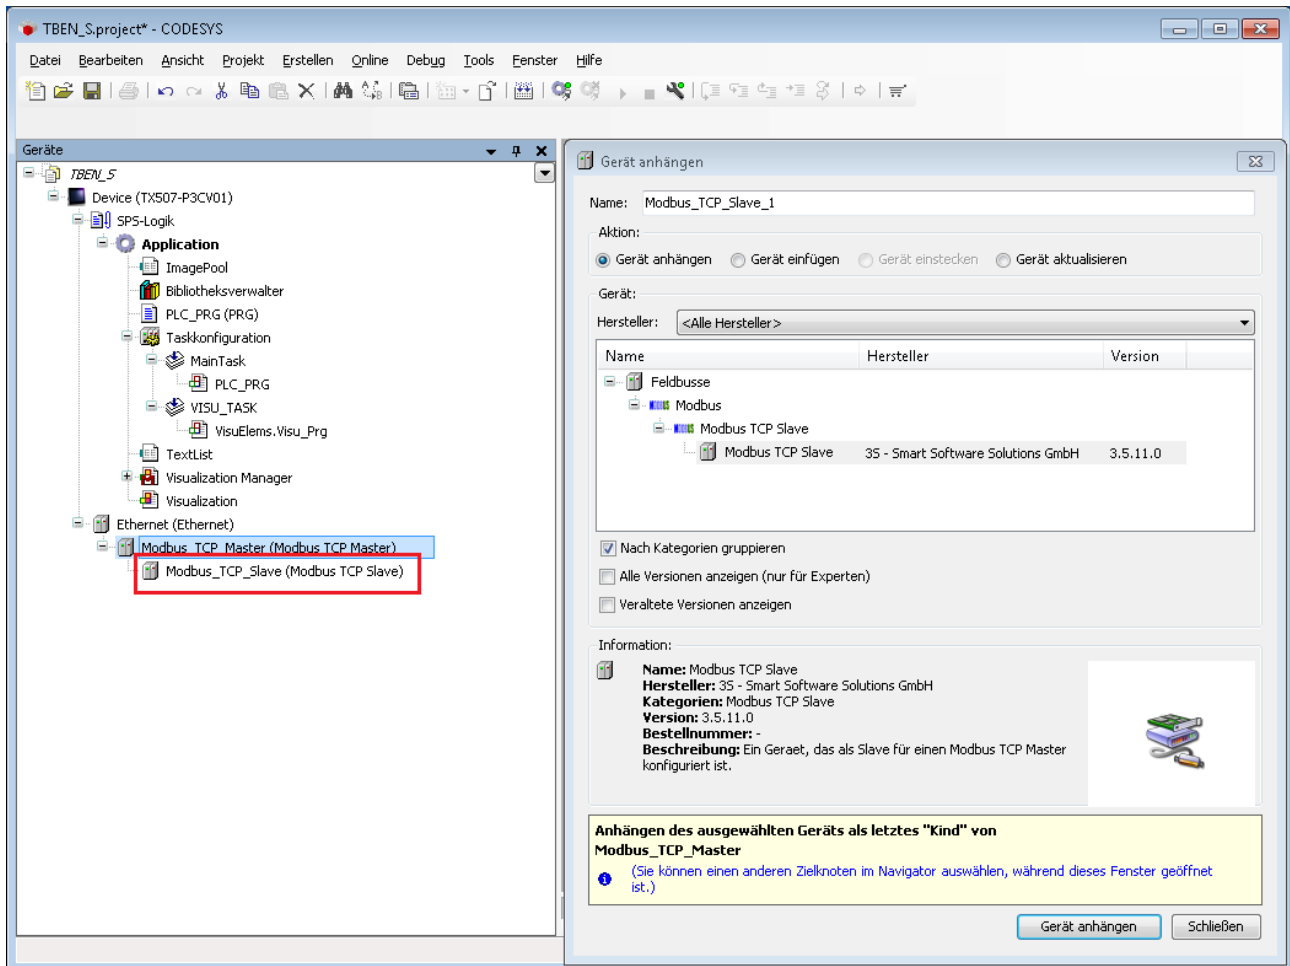 TBEN_S.project* - CODESYS
Datei Bearbeiten Ansicht Projekt Erstellen Online Debug Tools Fenster Hilfe
Geräte
TBEN_S
Device (TX507-P3CV01)
SPS-Logik
Application
ImagePool
Bibliotheksverwalter
PLC_PRG (PRG)
Taskkonfiguration
MainTask
PLC_PRG
VISU_TASK
VisuElems.Visu_Prg
TextList
Visualization Manager
Visualization
Ethernet (Ethernet)
Modbus_TCP_Master (Modbus TCP Master)
Modbus_TCP_Slave (Modbus TCP Slave)
Gerät anhängen
Name: Modbus_TCP_Slave_1
Aktion:
Gerät anhängen Gerät einfügen Gerät einstecken Gerät aktualisieren
Gerät:
Hersteller: <Alle Hersteller>
Name Hersteller Version
Feldbusse
Modbus
Modbus TCP Slave
Modbus TCP Slave 3S - Smart Software Solutions GmbH 3.5.11.0
Nach Kategorien gruppieren
Alle Versionen anzeigen (nur für Experten)
Veraltete Versionen anzeigen
Information:
Name: Modbus TCP Slave
Hersteller: 3S - Smart Software Solutions GmbH
Kategorien: Modbus TCP Slave
Version: 3.5.11.0
Bestellnummer: -
Beschreibung: Ein Geraet, das als Slave für einen Modbus TCP Master
konfiguriert ist.
Anhängen des ausgewählten Geräts als letztes "Kind" von
Modbus_TCP_Master
(Sie können einen anderen Zielknoten im Navigator auswählen, während dieses Fenster geöffnet
ist.)
Gerät anhängen Schließen